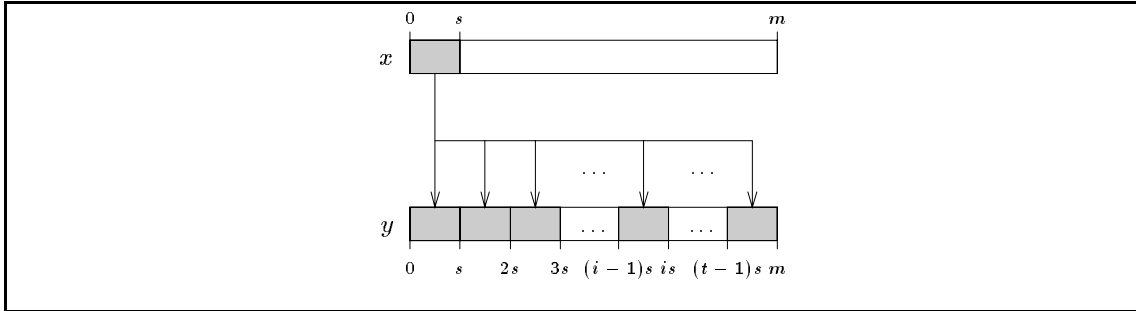 0 s m
x
... ...
y ... ...
0 s 2s 3s (i − 1)s is (t − 1)s m